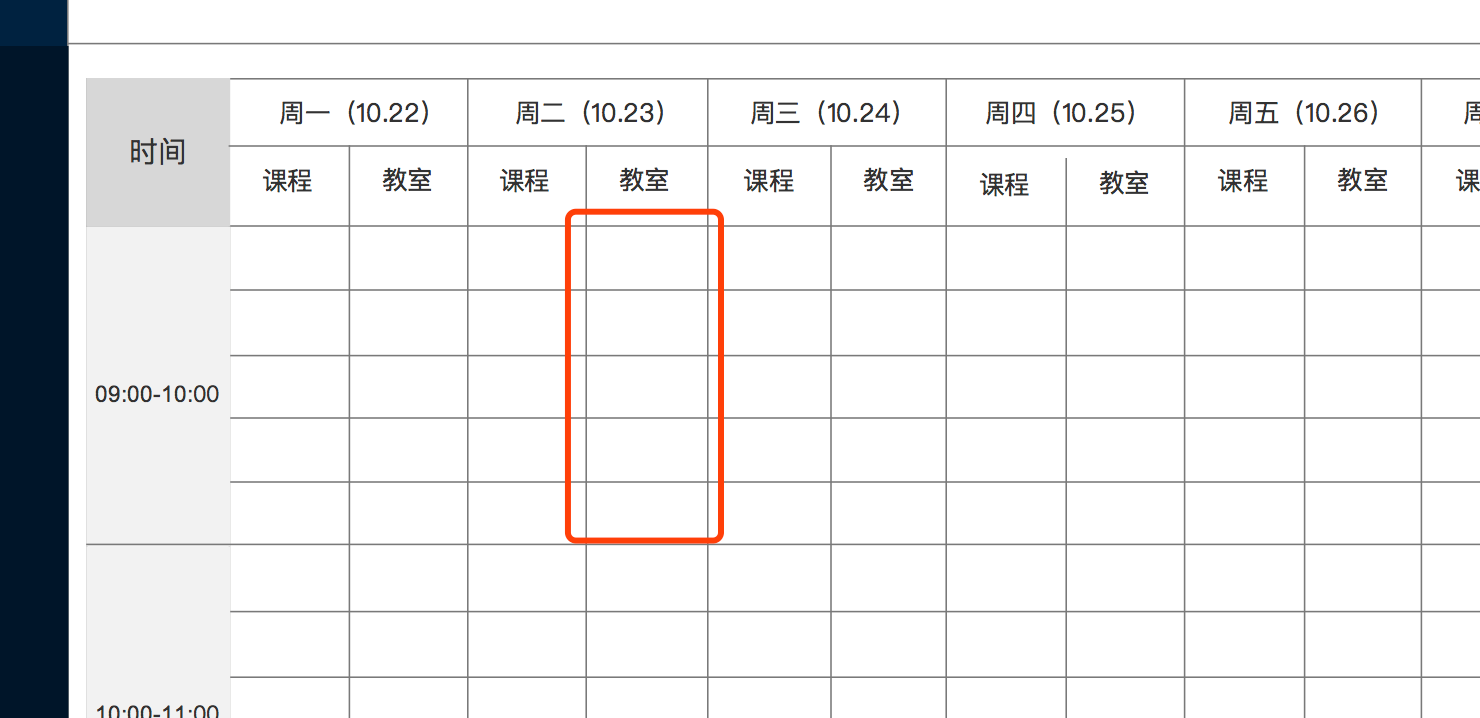 周一（10.22） 周二（10.23） 周三（10.24） 周四（10.25） 周五（10.26）
时间
课程 教室 课程 教室 课程 教室 课程 教室 课程 教室
09:00-10:00
10:00-11:00